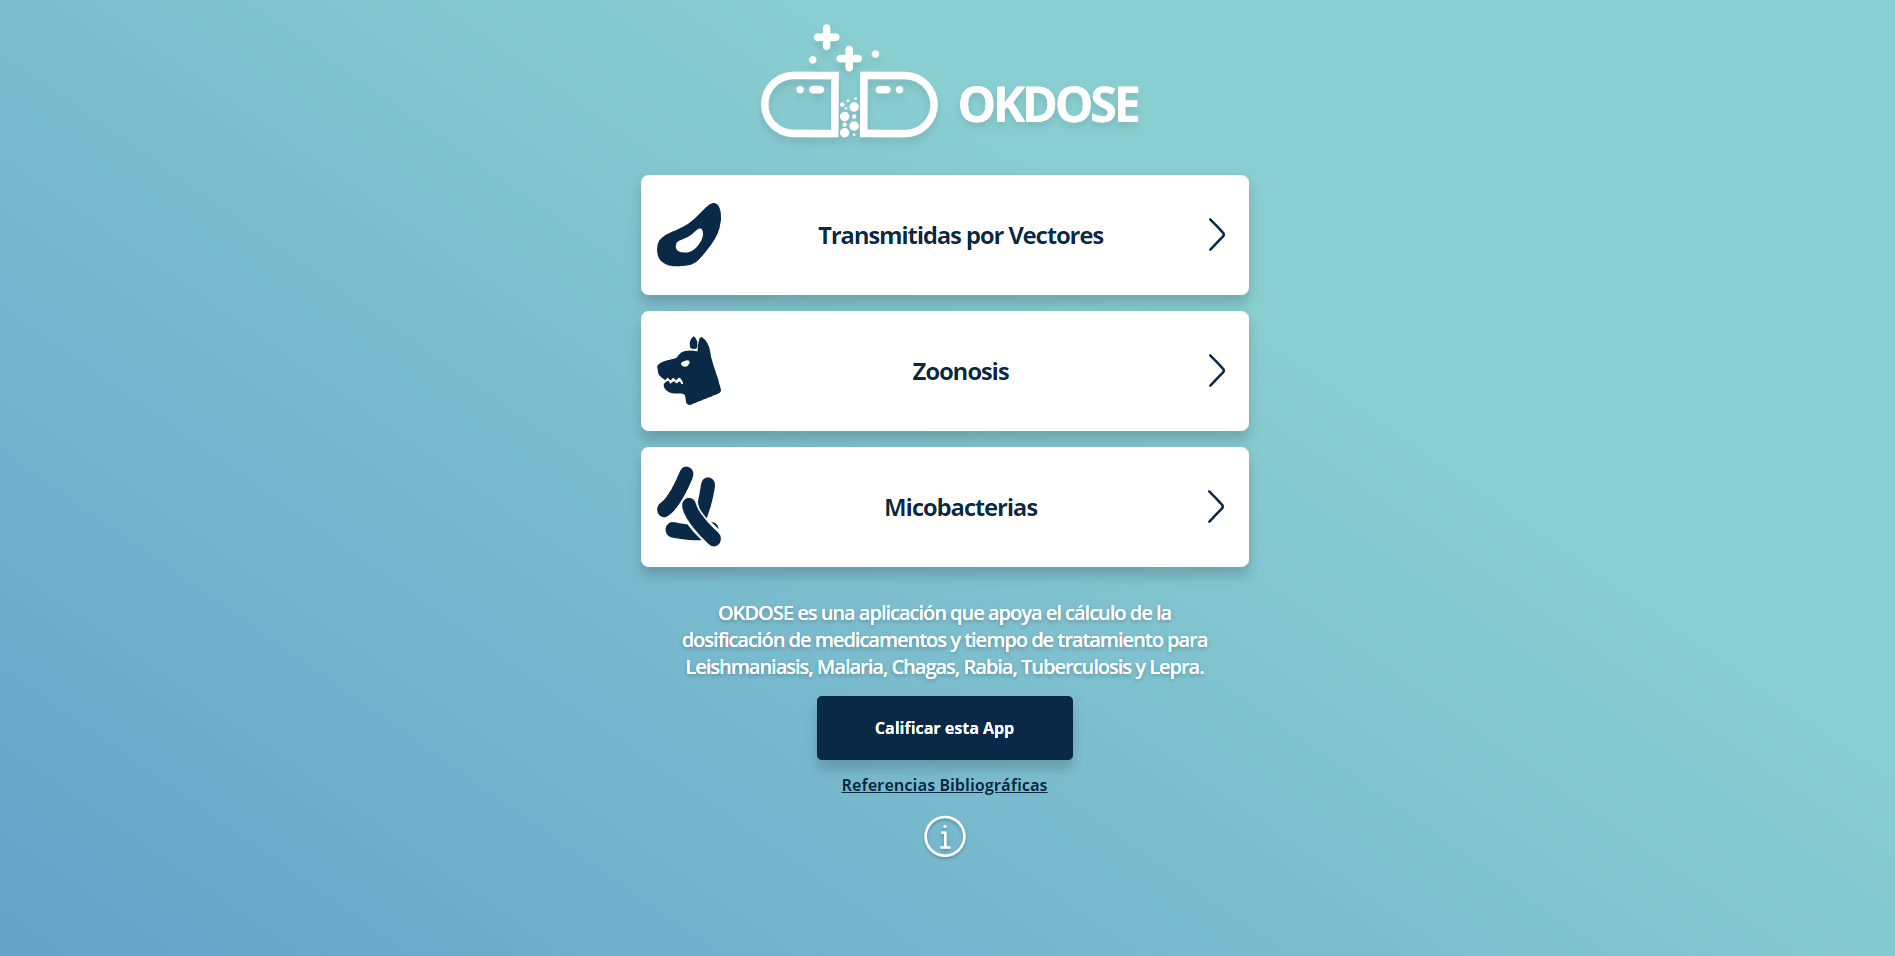 OKDOSE
Transmitidas por Vectores
Zoonosis
Micobacterias
OKDOSE es una aplicación que apoya el cálculo de la
dosificación de medicamentos y tiempo de tratamiento para
Leishmaniasis, Malaria, Chagas, Rabia, Tuberculosis y Lepra.
Calificar esta App
Referencias Bibliográficas
i